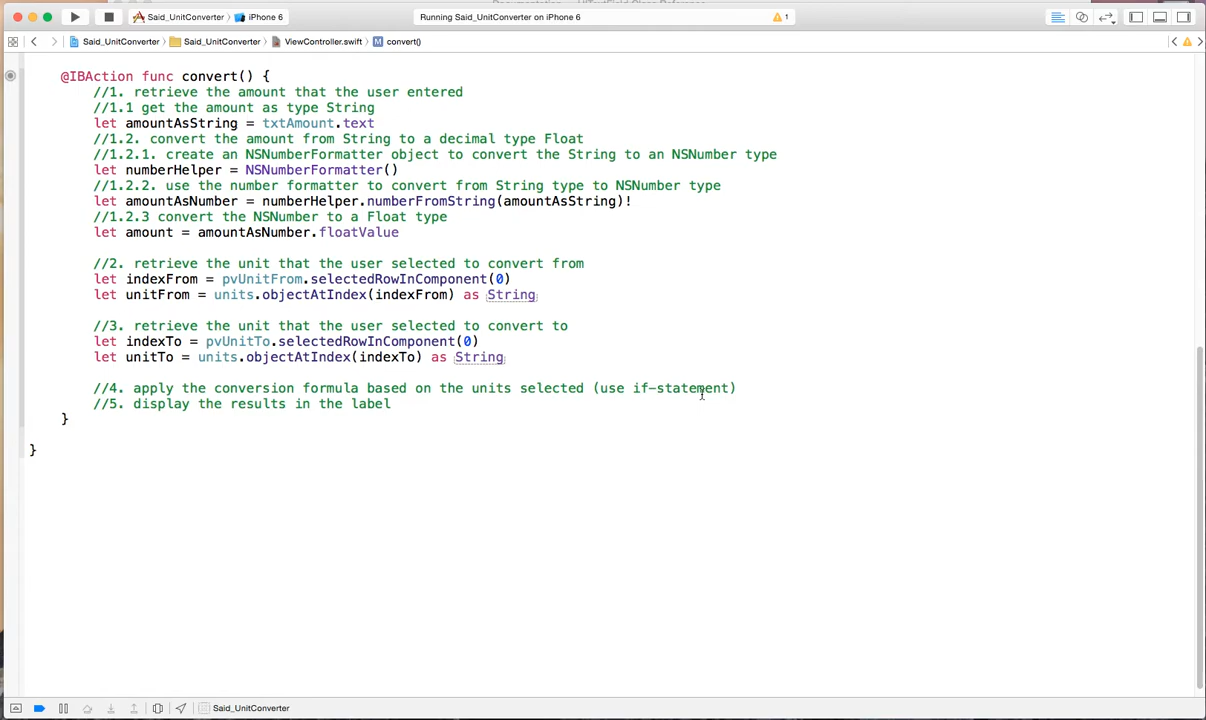 Said_UnitConverter iPhone 6 Running Said_UnitConverter on iPhone 6 1
Said_UnitConverter Said_UnitConverter ViewController.swift M convert()
@IBAction func convert() {
//1. retrieve the amount that the user entered
//1.1 get the amount as type String
let amountAsString = txtAmount.text
//1.2. convert the amount from String to a decimal type Float
//1.2.1. create an NSNumberFormatter object to convert the String to an NSNumber type
let numberHelper = NSNumberFormatter()
//1.2.2. use the number formatter to convert from String type to NSNumber type
let amountAsNumber = numberHelper.numberFromString(amountAsString)!
//1.2.3 convert the NSNumber to a Float type
let amount = amountAsNumber.floatValue
//2. retrieve the unit that the user selected to convert from
let indexFrom = pvUnitFrom.selectedRowInComponent(0)
let unitFrom = units.objectAtIndex(indexFrom) as String
//3. retrieve the unit that the user selected to convert to
let indexTo = pvUnitTo.selectedRowInComponent(0)
let unitTo = units.objectAtIndex(indexTo) as String
//4. apply the conversion formula based on the units selected (use if-statement)
//5. display the results in the label
}
}
Said_UnitConverter